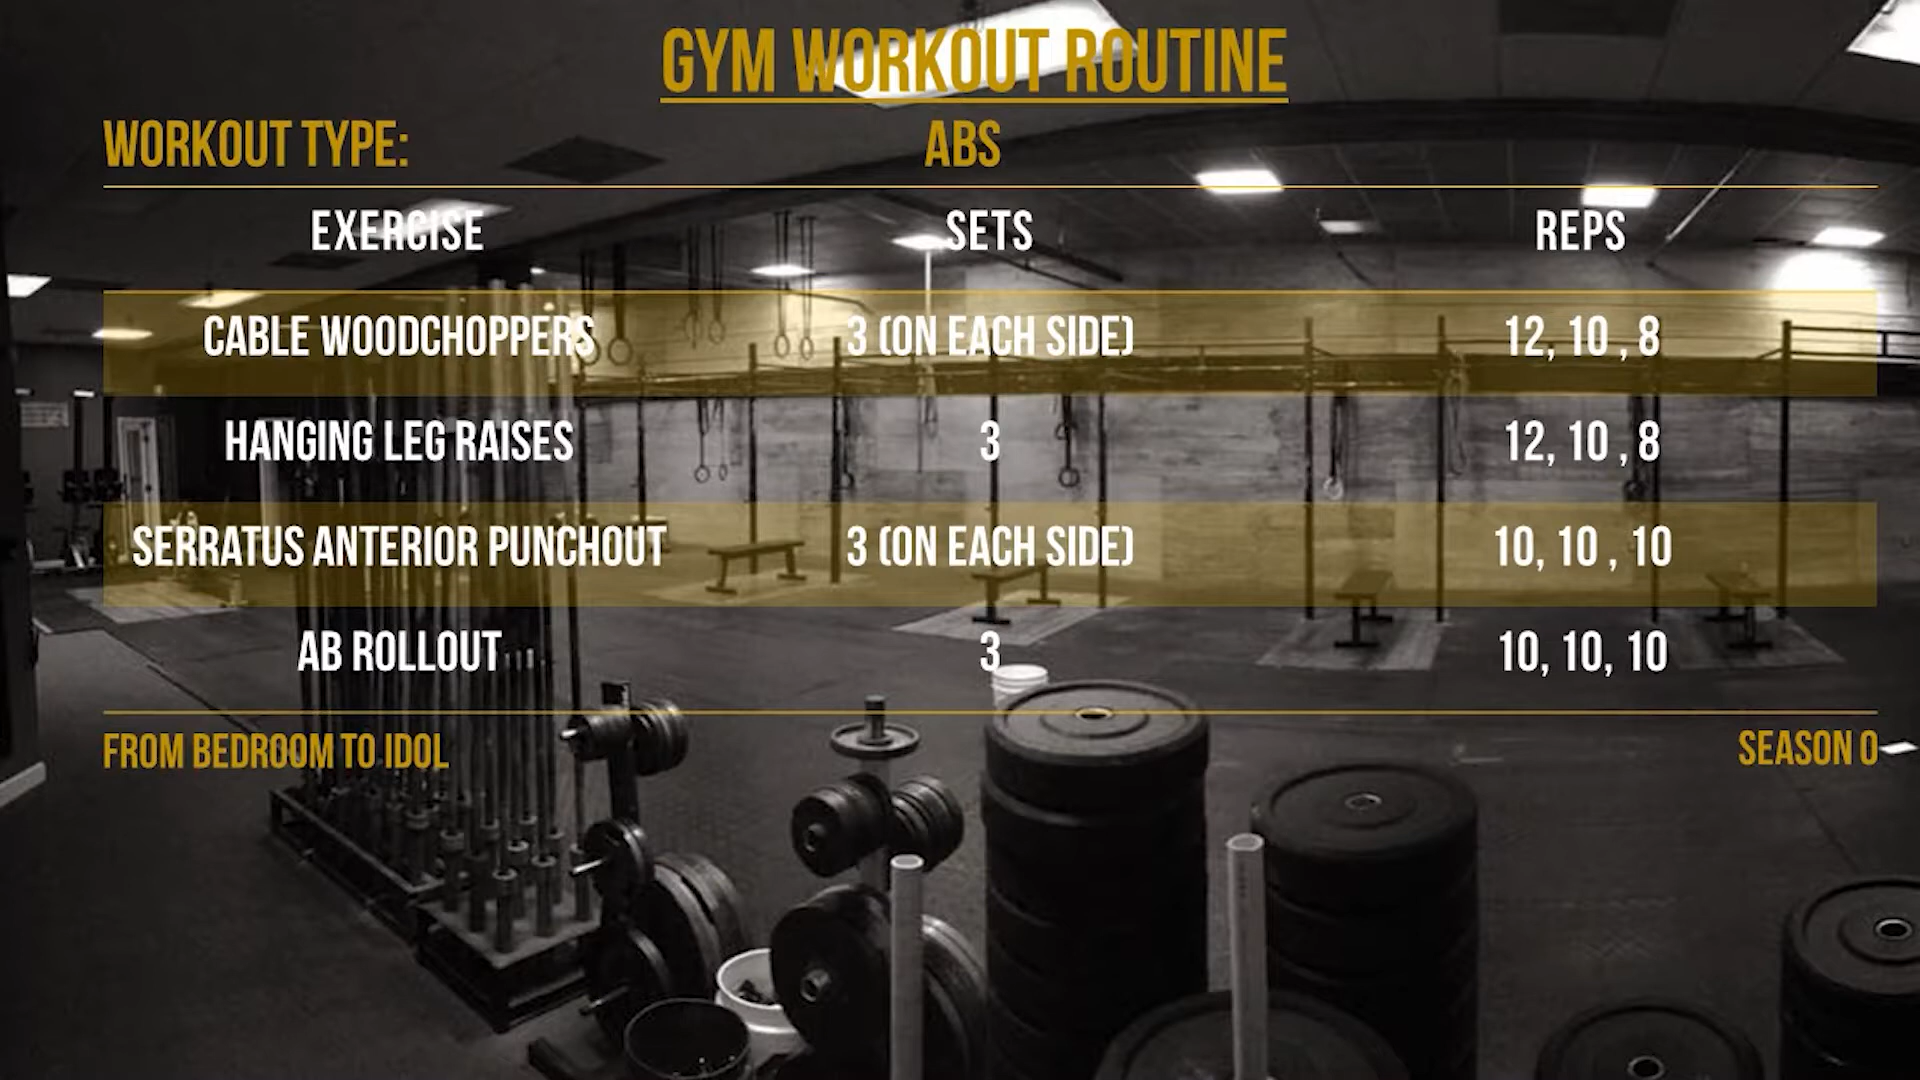 GYM WORKOUT ROUTINE
WORKOUT TYPE: ABS
EXERCISE SETS REPS
CABLE WOODCHOPPERS 3 (ON EACH SIDE) 12, 10 , 8
HANGING LEG RAISES 3 12, 10 , 8
SERRATUS ANTERIOR PUNCHOUT 3 (ON EACH SIDE) 10, 10 , 10
AB ROLLOUT 3 10, 10, 10
FROM BEDROOM TO IDOL SEASON 0